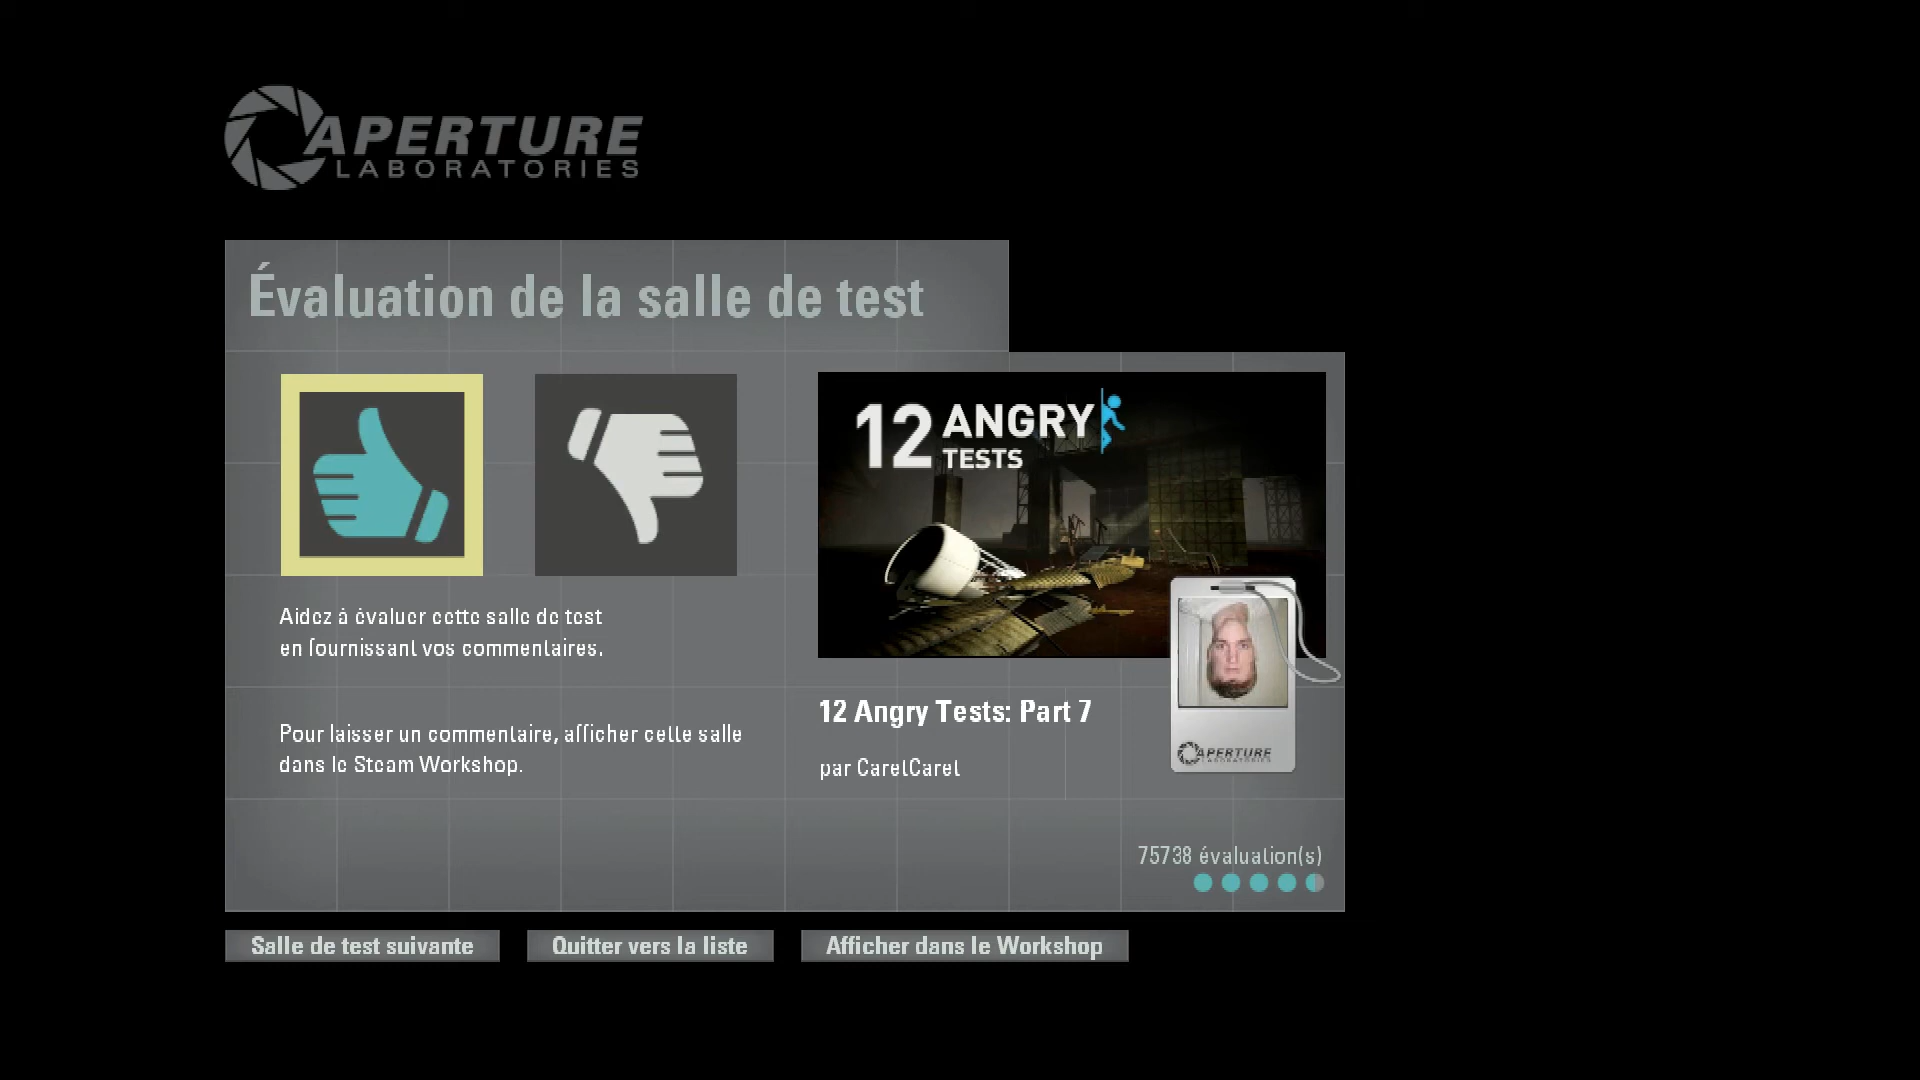 APERTURE
LABORATORIES
Évaluation de la salle de test
12 ANGRY
TESTS
Aidez à évaluer cette salle de test
en fournissant vos commentaires.
Pour laisser un commentaire, afficher cette salle
dans le Steam Workshop.
12 Angry Tests: Part 7
par CaretCaret
APERTURE
LABORATORIES
75738 évaluation(s)
Salle de test suivante
Quitter vers la liste
Afficher dans le Workshop